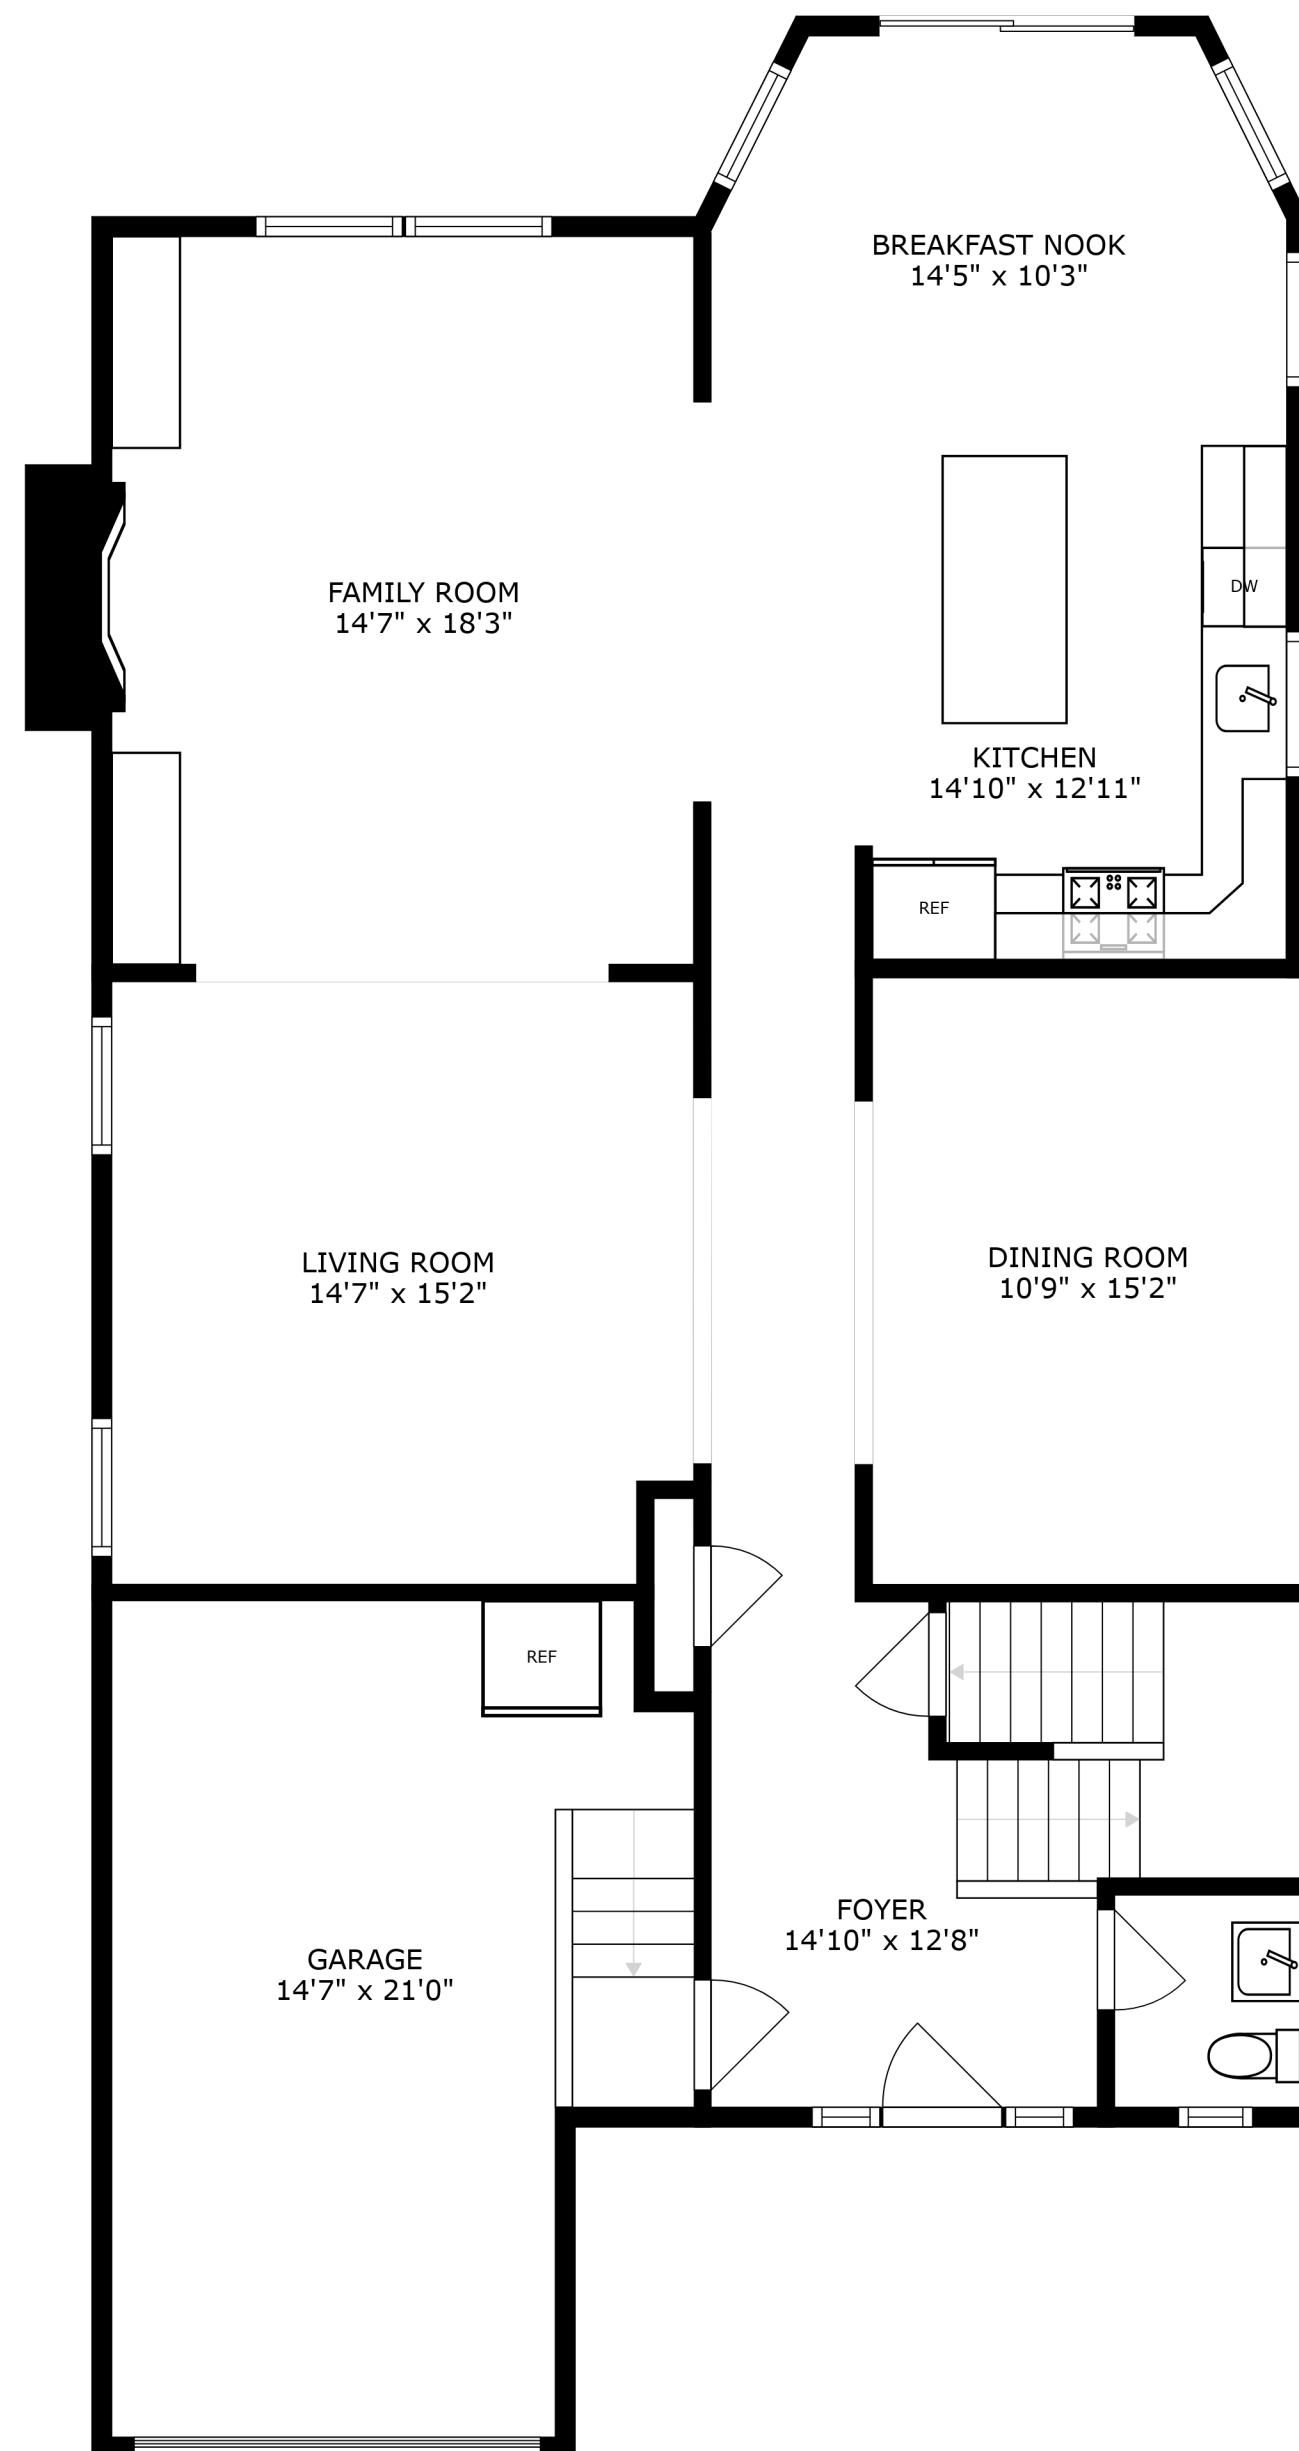 BREAKFAST NOOK
14'5" x 10'3"
FAMILY ROOM
14'7" x 18'3"
DW
KITCHEN
14'10" x 12'11"
REF
LIVING ROOM
14'7" x 15'2"
DINING ROOM
10'9" x 15'2"
REF
FOYER
14'10" x 12'8"
GARAGE
14'7" x 21'0"